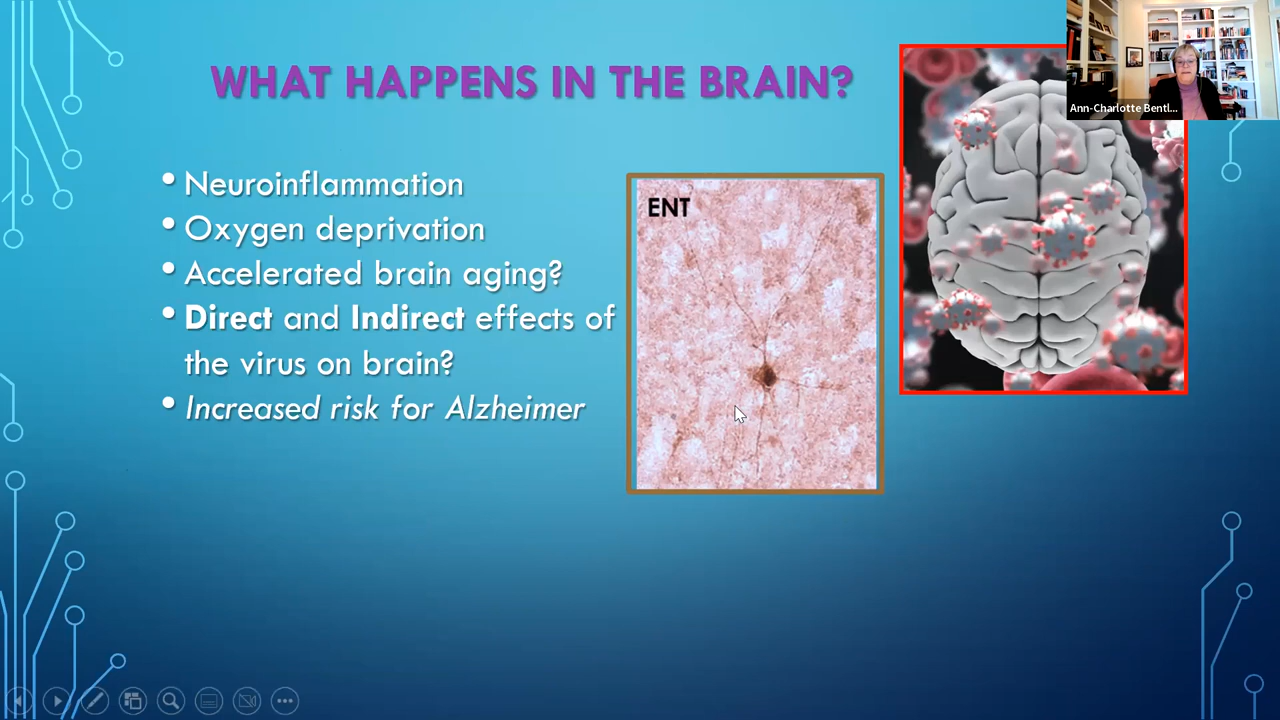 WHAT HAPPENS IN THE BRAIN?
• Neuroinflammation
• Oxygen deprivation
• Accelerated brain aging?
• Direct and Indirect effects of
the virus on brain?
• Increased risk for Alzheimer
ENT
Ann-Charlotte Bentl...